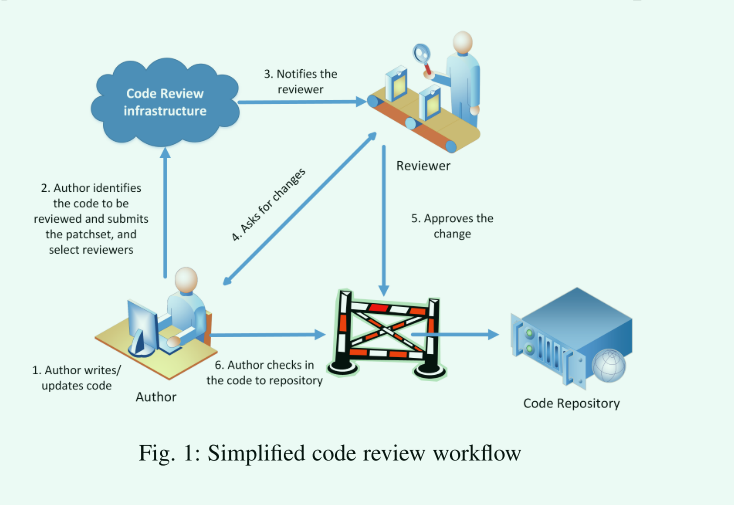 Code Review
infrastructure
3. Notifies the
reviewer
Reviewer
2. Author identifies
the code to be
reviewed and submits
the patchset, and
select reviewers
4. Asks for changes
5. Approves the
change
1. Author writes/
updates code
Author
6. Author checks in
the code to repository
Code Repository
Fig. 1: Simplified code review workflow